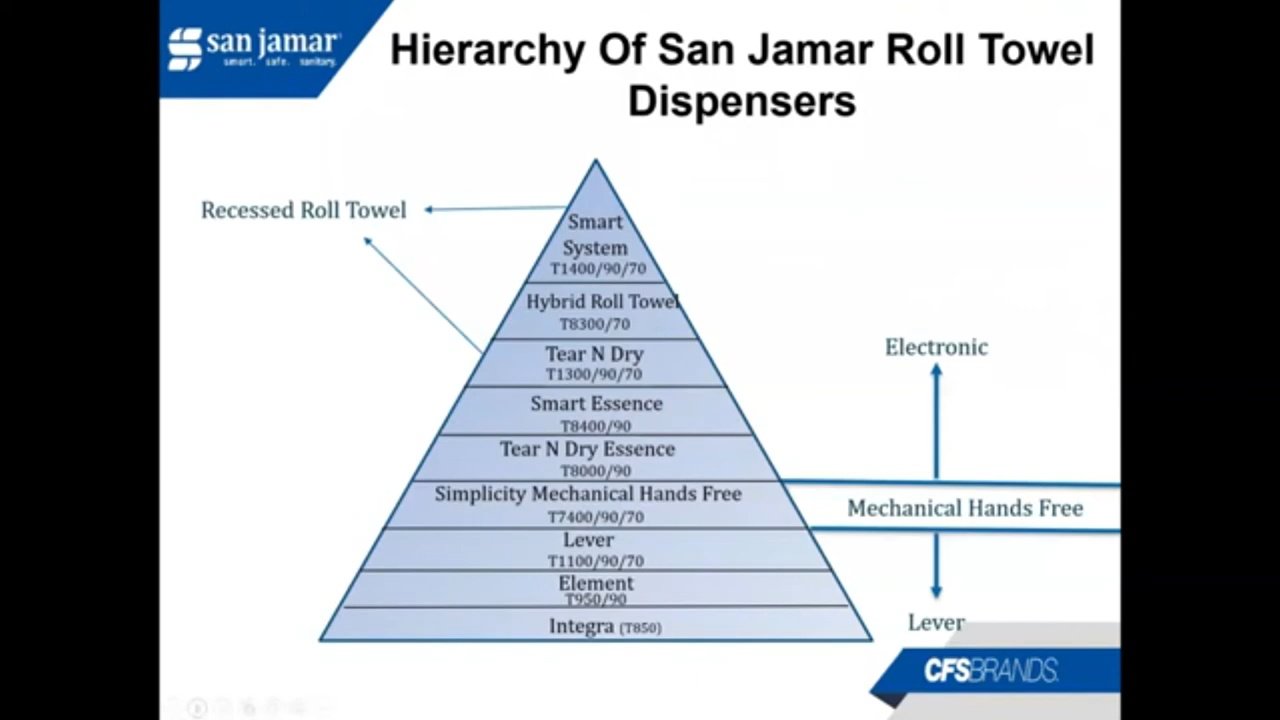 san jamar
smart. safe. sanitary.
Hierarchy Of San Jamar Roll Towel
Dispensers
Recessed Roll Towel
Smart
System
T1400/90/70
Hybrid Roll Towel
T8300/70
Tear N Dry
T1300/90/70
Smart Essence
T8400/90
Tear N Dry Essence
T8000/90
Simplicity Mechanical Hands Free
T7400/90/70
Lever
T1100/90/70
Element
T950/90
Integra (T850)
Electronic
Mechanical Hands Free
Lever
CFSBRANDS.